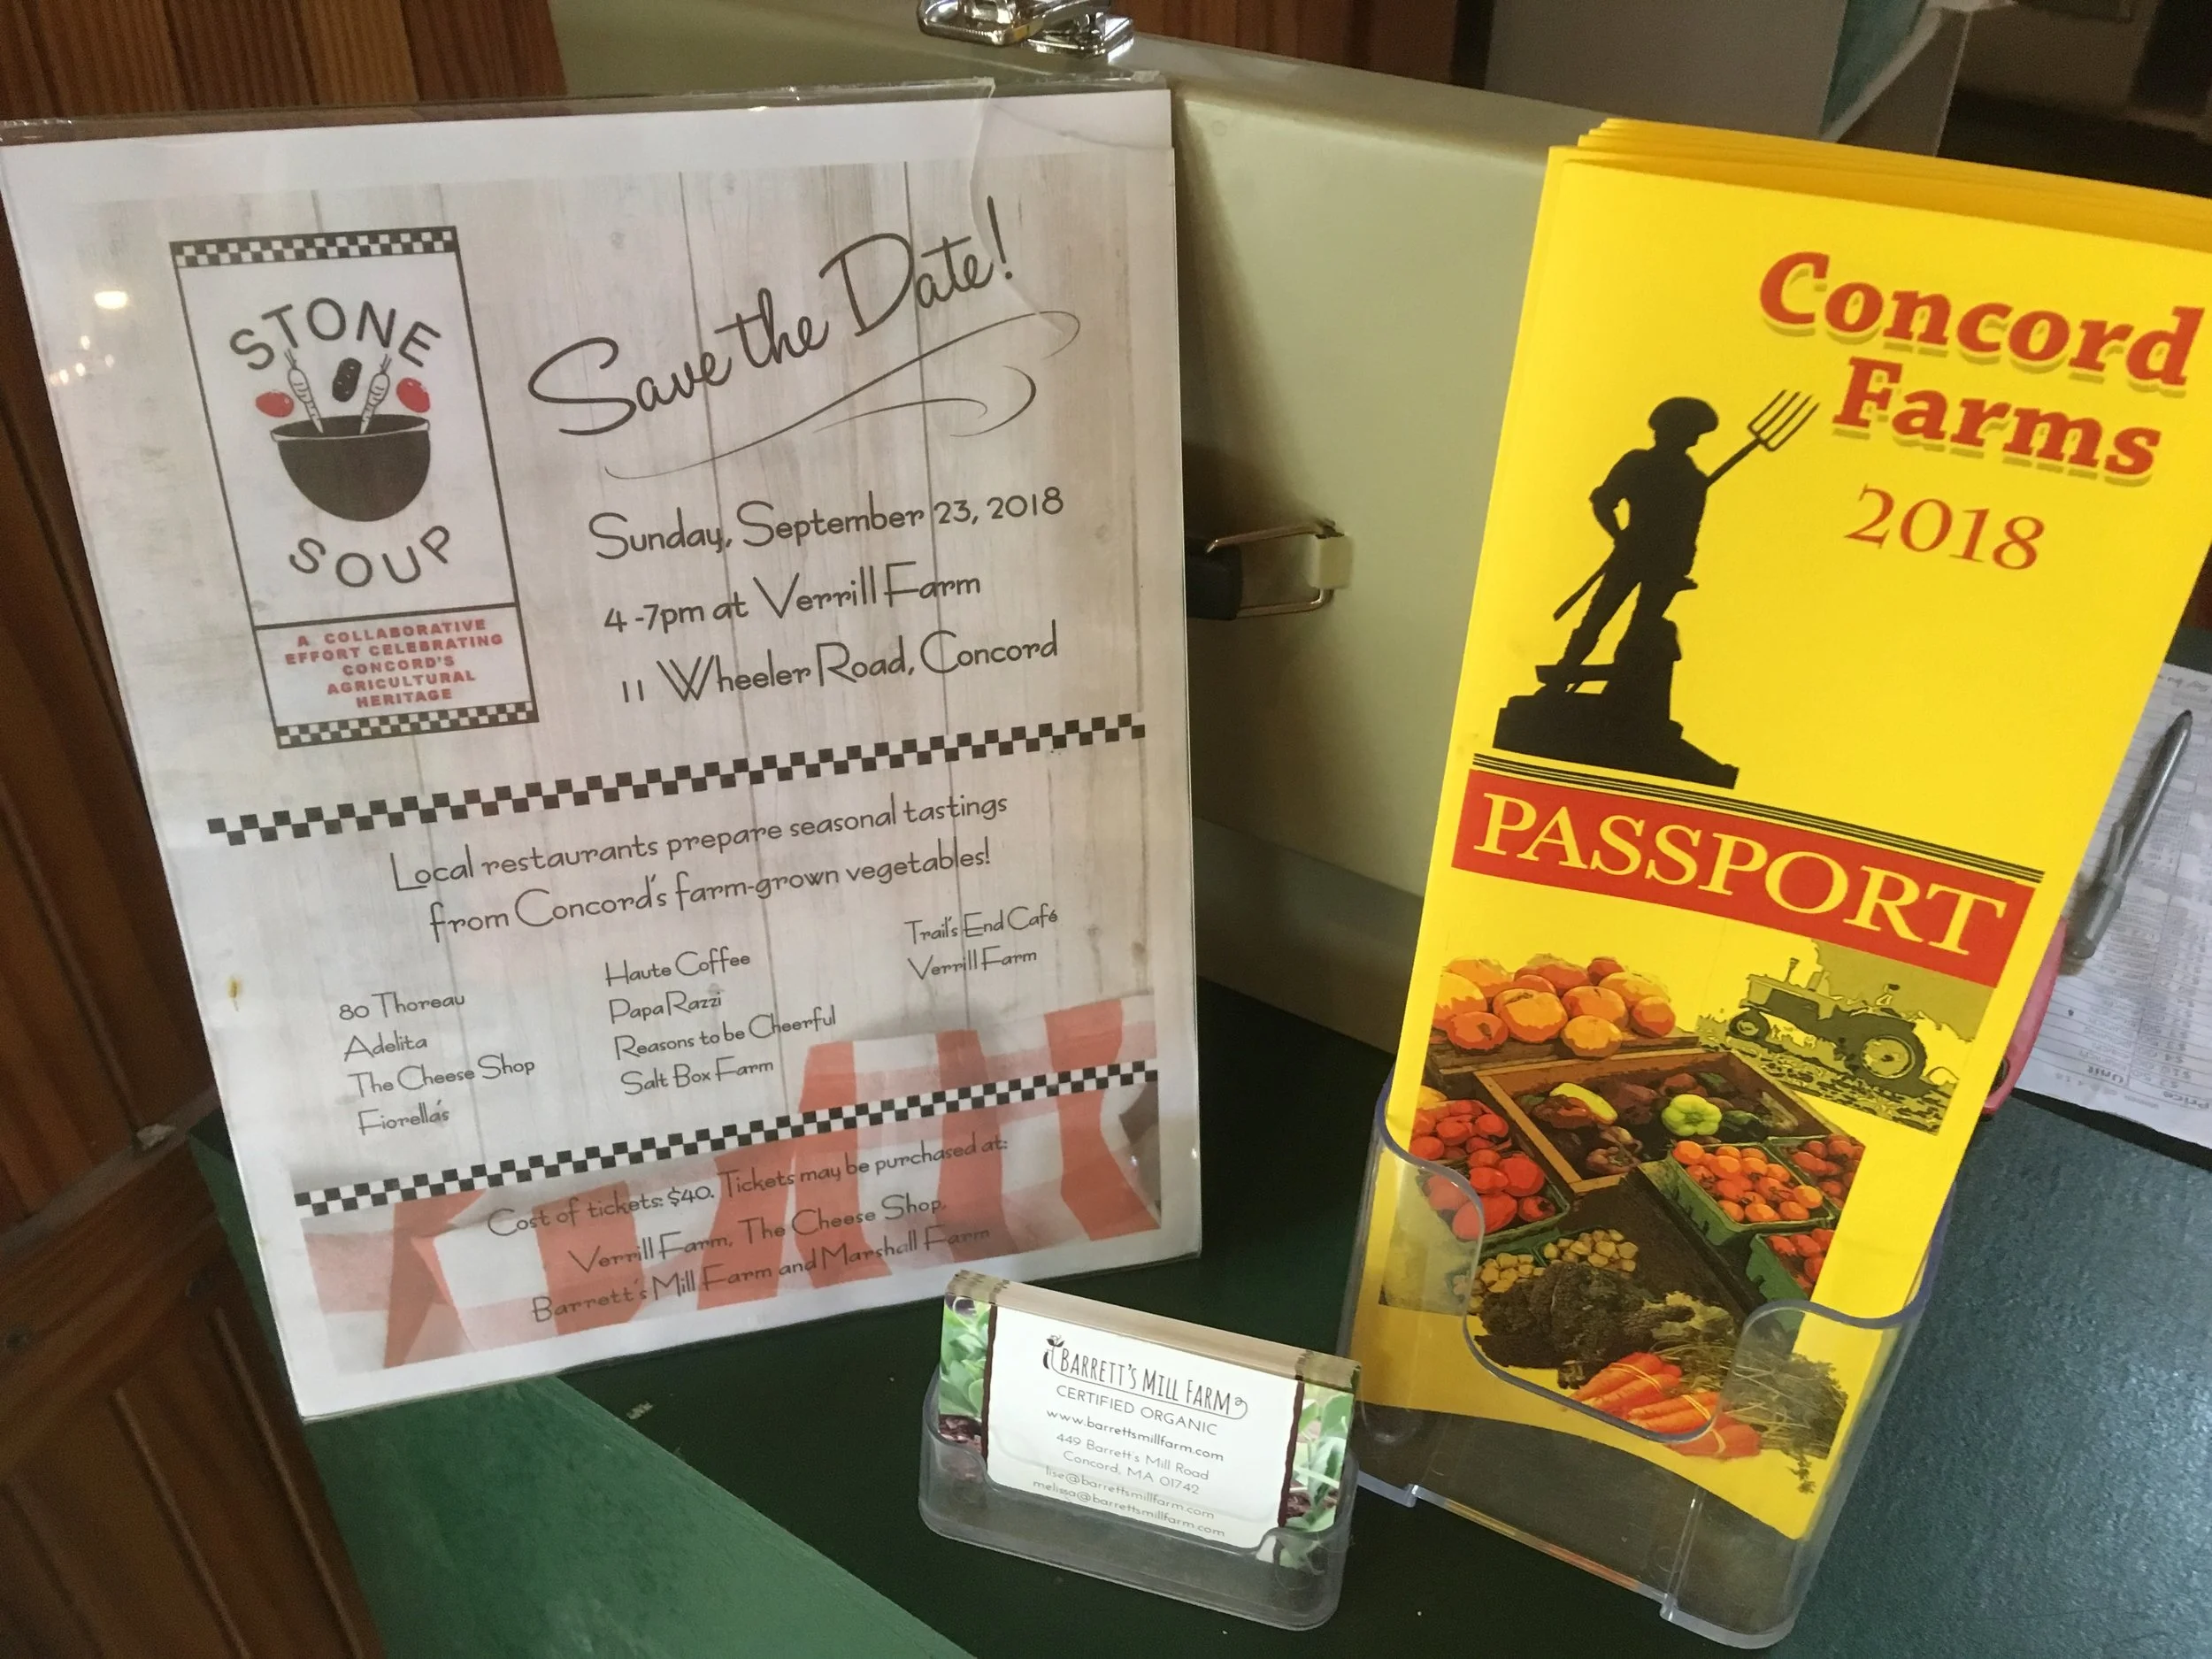 STONE
SOUP
A COLLABORATIVE
EFFORT CELEBRATING
CONCORD'S
AGRICULTURAL
HERITAGE
Save the Date!
Sunday, September 23, 2018
4-7pm at Verrill Farm
11 Wheeler Road, Concord
Local restaurants prepare seasonal tastings
from Concord's farm-grown vegetables!
80 Thoreau
Adelita
The Cheese Shop
Fiorella's
Haute Coffee
Papa Razzi
Reasons to be Cheerful
Salt Box Farm
Trail's End Café
Verrill Farm
Cost of tickets: $40. Tickets may be purchased at:
Verrill Farm, The Cheese Shop,
Barrett's Mill Farm and Marshall Farm
BARRETT'S MILL FARM
CERTIFIED ORGANIC
www.barrettsmillfarm.com
449 Barrett's Mill Road
Concord, MA 01742
lise@barrettsmillfarm.com
melissa@barrettsmillfarm.com
Concord
Farms
2018
PASSPORT
Price
Unit